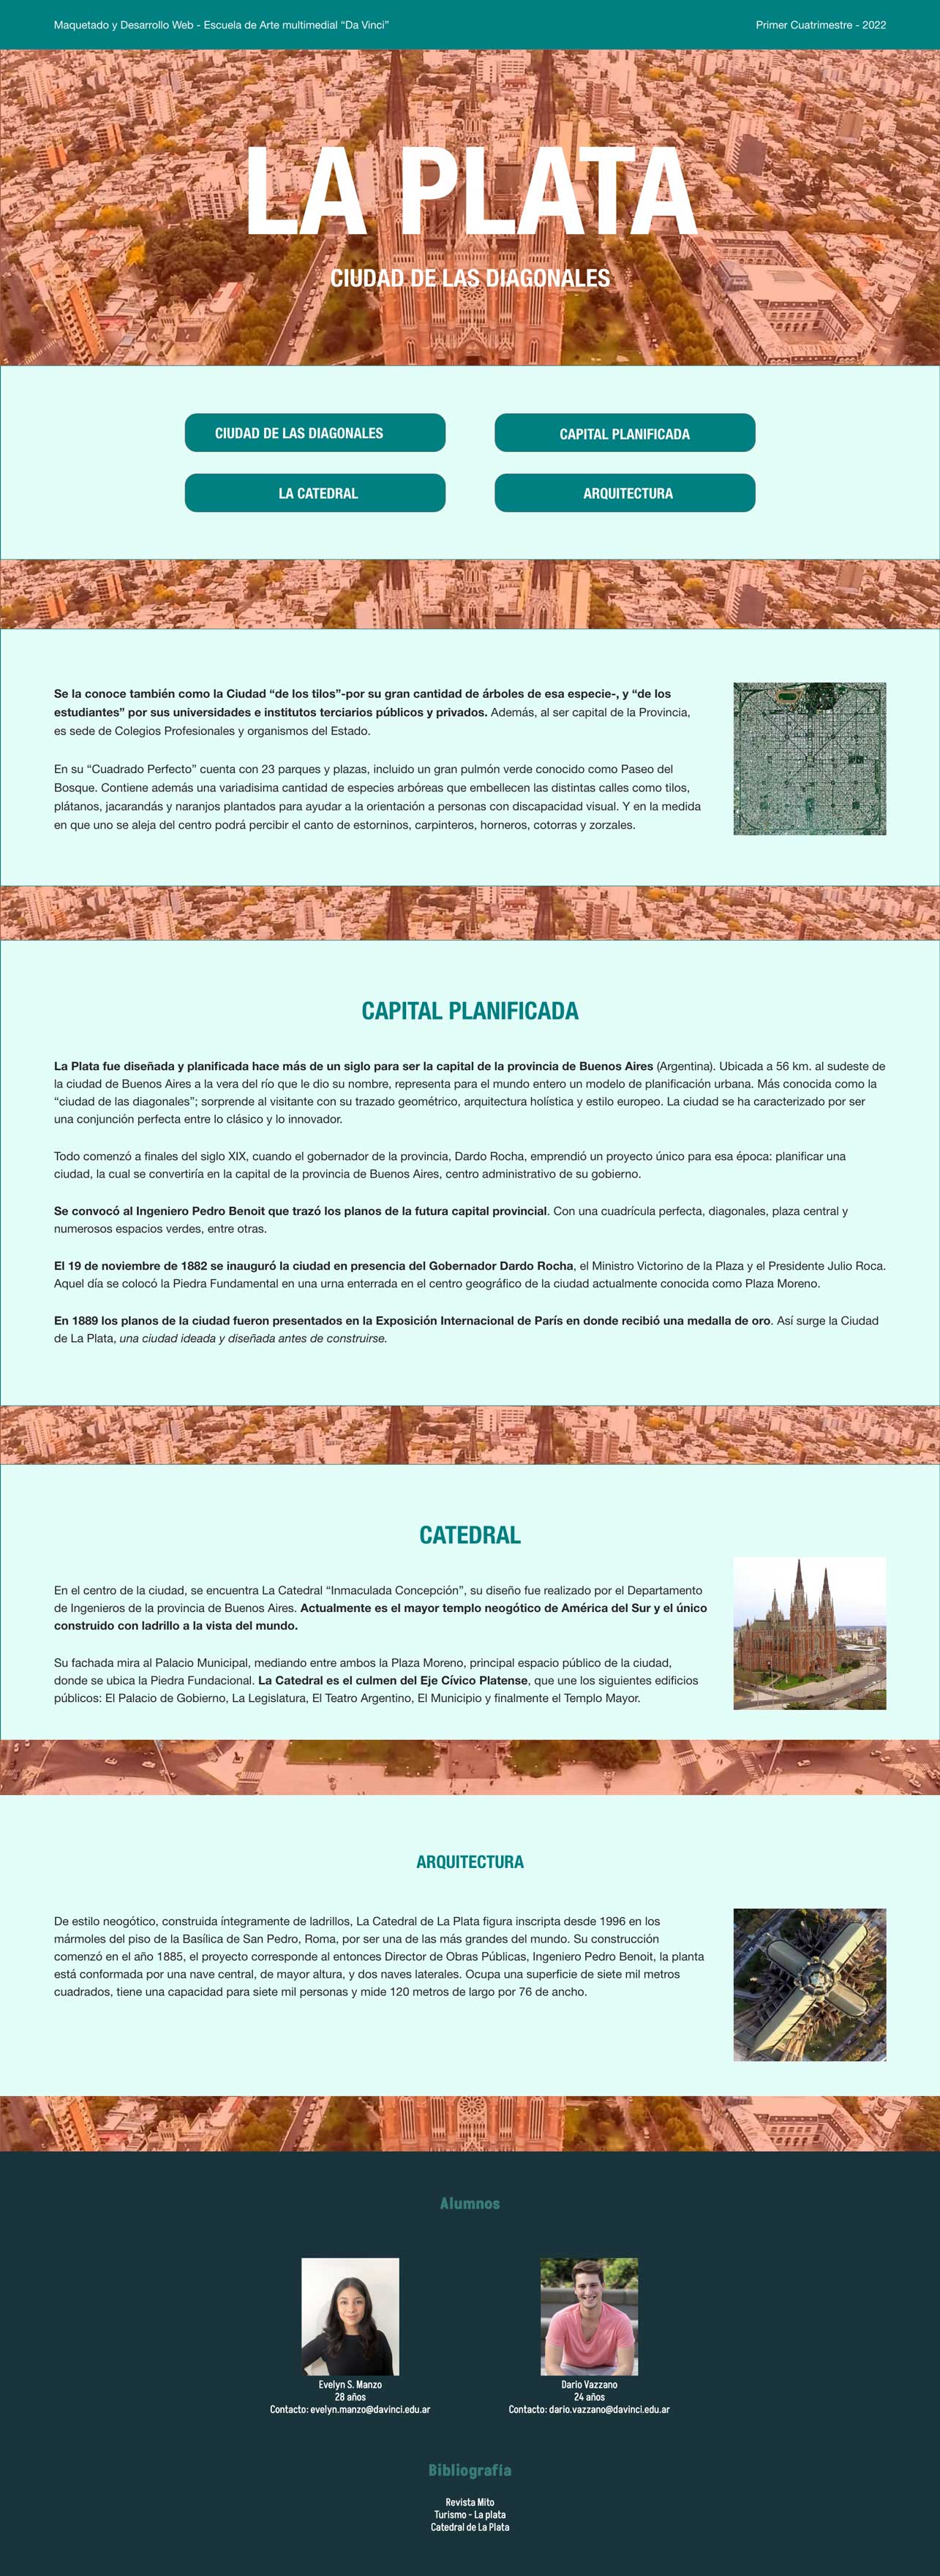 Maquetado y Desarrollo Web - Escuela de Arte multimedial “Da Vinci”
Primer Cuatrimestre - 2022
LA PLATA
CIUDAD DE LAS DIAGONALES
CIUDAD DE LAS DIAGONALES
CAPITAL PLANIFICADA
LA CATEDRAL
ARQUITECTURA
Se la conoce también como la Ciudad “de los tilos”-por su gran cantidad de árboles de esa especie-, y “de los
estudiantes” por sus universidades e institutos terciarios públicos y privados. Además, al ser capital de la Provincia,
es sede de Colegios Profesionales y organismos del Estado.
En su “Cuadrado Perfecto” cuenta con 23 parques y plazas, incluido un gran pulmón verde conocido como Paseo del
Bosque. Contiene además una variadisima cantidad de especies arbóreas que embellecen las distintas calles como tilos,
plátanos, jacarandás y naranjos plantados para ayudar a la orientación a personas con discapacidad visual. Y en la medida
en que uno se aleja del centro podrá percibir el canto de estorninos, carpinteros, horneros, cotorras y zorzales.
CAPITAL PLANIFICADA
La Plata fue diseñada y planificada hace más de un siglo para ser la capital de la provincia de Buenos Aires (Argentina). Ubicada a 56 km. al sudeste de
la ciudad de Buenos Aires a la vera del río que le dio su nombre, representa para el mundo entero un modelo de planificación urbana. Más conocida como la
“ciudad de las diagonales”; sorprende al visitante con su trazado geométrico, arquitectura holística y estilo europeo. La ciudad se ha caracterizado por ser
una conjunción perfecta entre lo clásico y lo innovador.
Todo comenzó a finales del siglo XIX, cuando el gobernador de la provincia, Dardo Rocha, emprendió un proyecto único para esa época: planificar una
ciudad, la cual se convertiría en la capital de la provincia de Buenos Aires, centro administrativo de su gobierno.
Se convocó al Ingeniero Pedro Benoit que trazó los planos de la futura capital provincial. Con una cuadrícula perfecta, diagonales, plaza central y
numerosos espacios verdes, entre otras.
El 19 de noviembre de 1882 se inauguró la ciudad en presencia del Gobernador Dardo Rocha, el Ministro Victorino de la Plaza y el Presidente Julio Roca.
Aquel día se colocó la Piedra Fundamental en una urna enterrada en el centro geográfico de la ciudad actualmente conocida como Plaza Moreno.
En 1889 los planos de la ciudad fueron presentados en la Exposición Internacional de París en donde recibió una medalla de oro. Así surge la Ciudad
de La Plata, una ciudad ideada y diseñada antes de construirse.
CATEDRAL
En el centro de la ciudad, se encuentra La Catedral “Inmaculada Concepción”, su diseño fue realizado por el Departamento
de Ingenieros de la provincia de Buenos Aires. Actualmente es el mayor templo neogótico de América del Sur y el único
construido con ladrillo a la vista del mundo.
Su fachada mira al Palacio Municipal, mediando entre ambos la Plaza Moreno, principal espacio público de la ciudad,
donde se ubica la Piedra Fundacional. La Catedral es el culmen del Eje Cívico Platense, que une los siguientes edificios
públicos: El Palacio de Gobierno, La Legislatura, El Teatro Argentino, El Municipio y finalmente el Templo Mayor.
ARQUITECTURA
De estilo neogótico, construida íntegramente de ladrillos, La Catedral de La Plata figura inscripta desde 1996 en los
mármoles del piso de la Basílica de San Pedro, Roma, por ser una de las más grandes del mundo. Su construcción
comenzó en el año 1885, el proyecto corresponde al entonces Director de Obras Públicas, Ingeniero Pedro Benoit, la planta
está conformada por una nave central, de mayor altura, y dos naves laterales. Ocupa una superficie de siete mil metros
cuadrados, tiene una capacidad para siete mil personas y mide 120 metros de largo por 76 de ancho.
Alumnos
Evelyn S. Manzo
28 años
Contacto: evelyn.manzo@davinci.edu.ar
Dario Vazzano
24 años
Contacto: dario.vazzano@davinci.edu.ar
Bibliografía
Revista Mito
Turismo - La plata
Catedral de La Plata